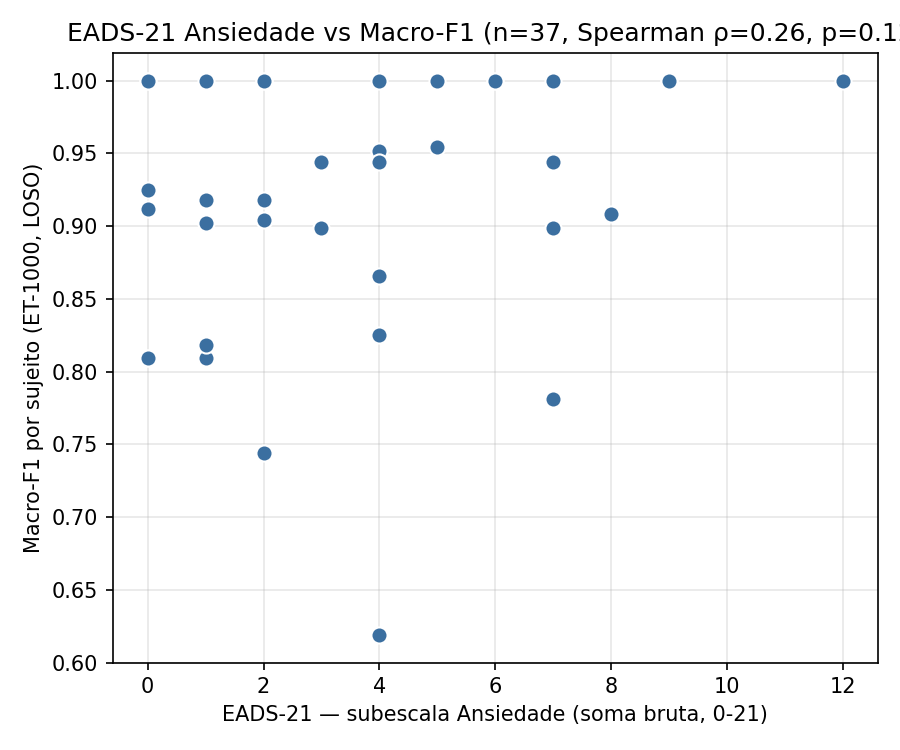 EADS-21 Ansiedade vs Macro-F1 (n=37, Spearman ρ=0.26, p=0.1
Macro-F1 por sujeito (ET-1000, LOSO)
1.00
0.95
0.90
0.85
0.80
0.75
0.70
0.65
0.60
0 2 4 6 8 10 12
EADS-21 — subescala Ansiedade (soma bruta, 0-21)